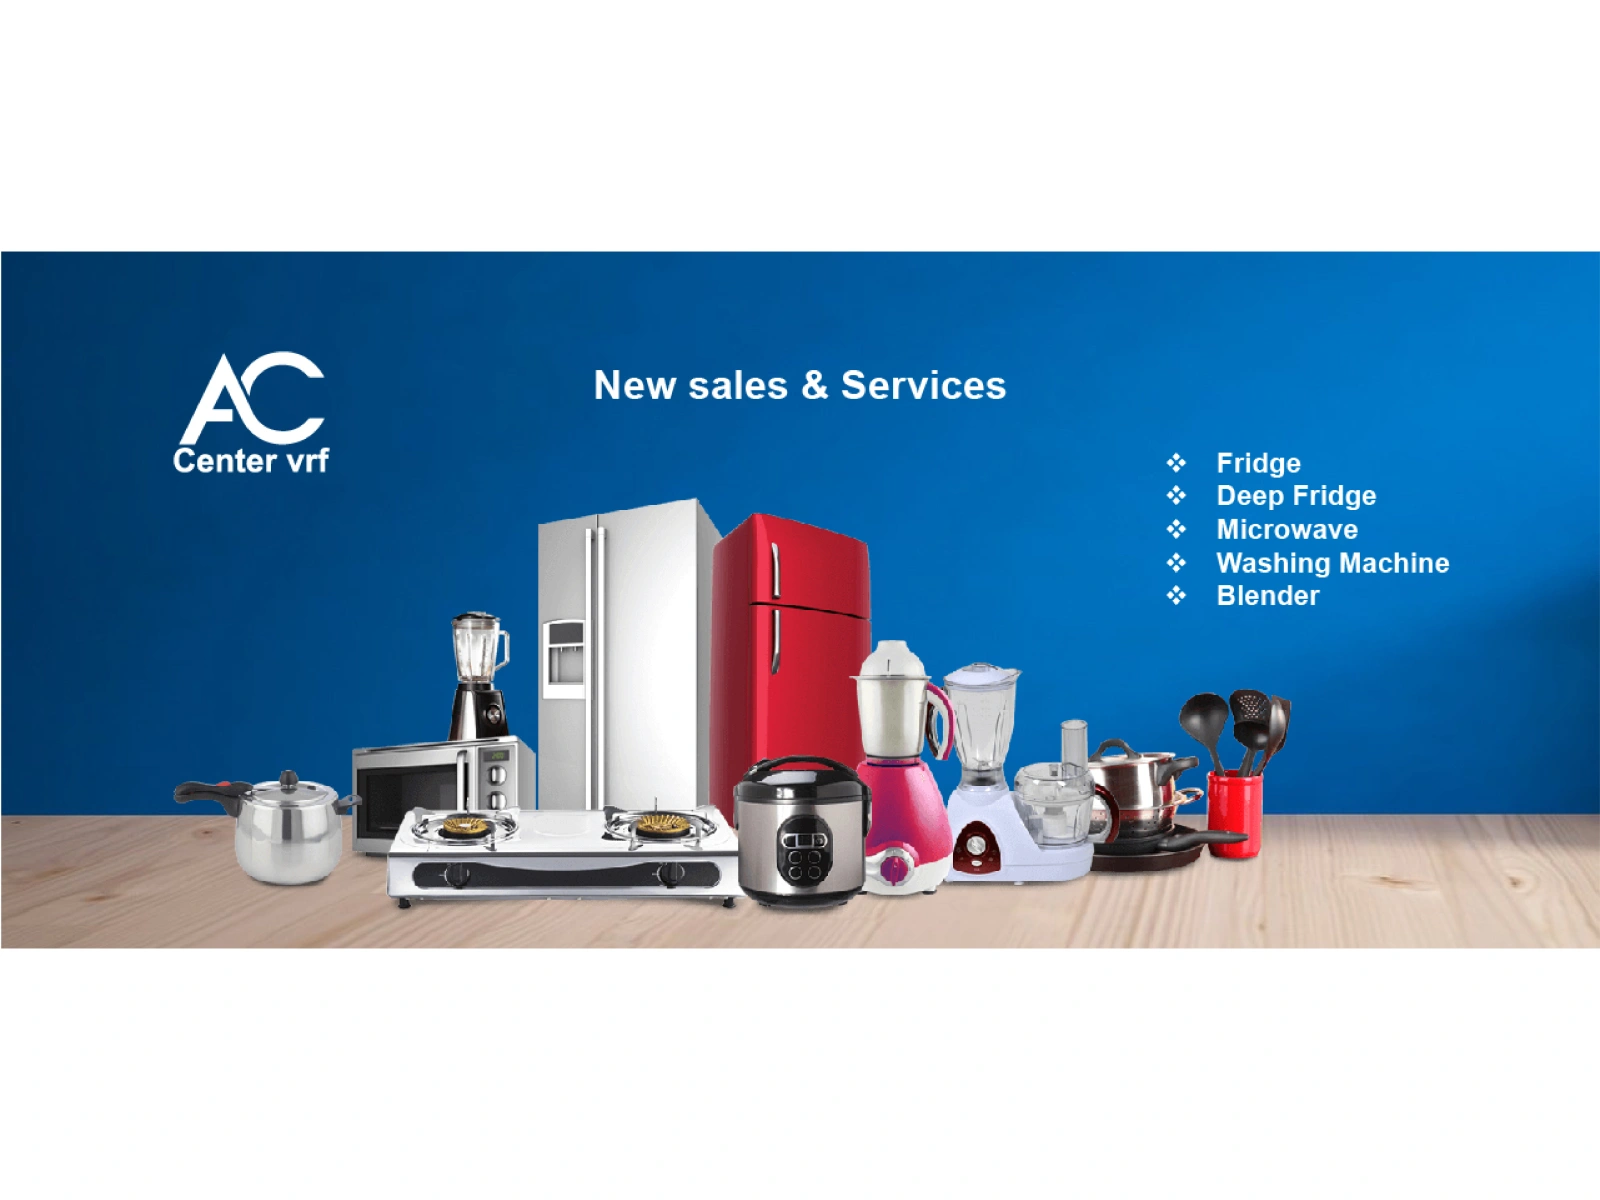 AC
Center vrf
New sales & Services
❖ Fridge
❖ Deep Fridge
❖ Microwave
❖ Washing Machine
❖ Blender